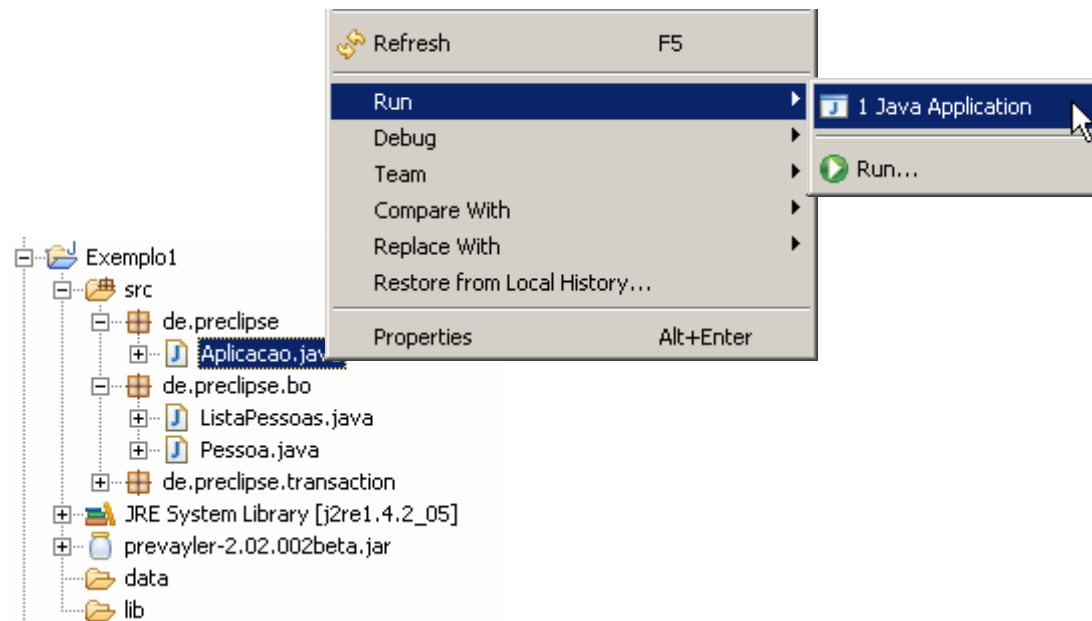 Refresh F5
Run
Debug
Team
Compare With
Replace With
Restore from Local History...
Properties Alt+Enter
1 Java Application
Run...
Exemplo1
src
de.preclipse
Aplicacao.java
de.preclipse.bo
ListaPessoas.java
Pessoa.java
de.preclipse.transaction
JRE System Library [j2re1.4.2_05]
prevayler-2.02.002beta.jar
data
lib